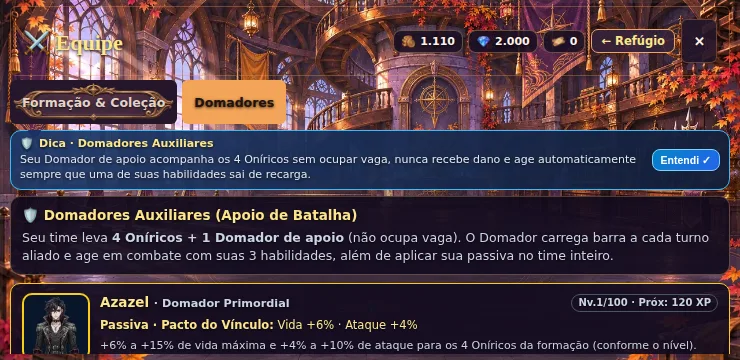 Equipe
1.110
2.000
0
← Refúgio
✕
Formação & Coleção
Domadores
Dica · Domadores Auxiliares
Seu Domador de apoio acompanha os 4 Oníricos sem ocupar vaga, nunca recebe dano e age automaticamente
sempre que uma de suas habilidades sai de recarga.
Entendi ✓
Domadores Auxiliares (Apoio de Batalha)
Seu time leva 4 Oníricos + 1 Domador de apoio (não ocupa vaga). O Domador carrega barra a cada turno
aliado e age em combate com suas 3 habilidades, além de aplicar sua passiva no time inteiro.
Azazel · Domador Primordial
Nv.1/100 · Próx: 120 XP
Passiva · Pacto do Vínculo: Vida +6% · Ataque +4%
+6% a +15% de vida máxima e +4% a +10% de ataque para os 4 Oníricos da formação (conforme o nível).